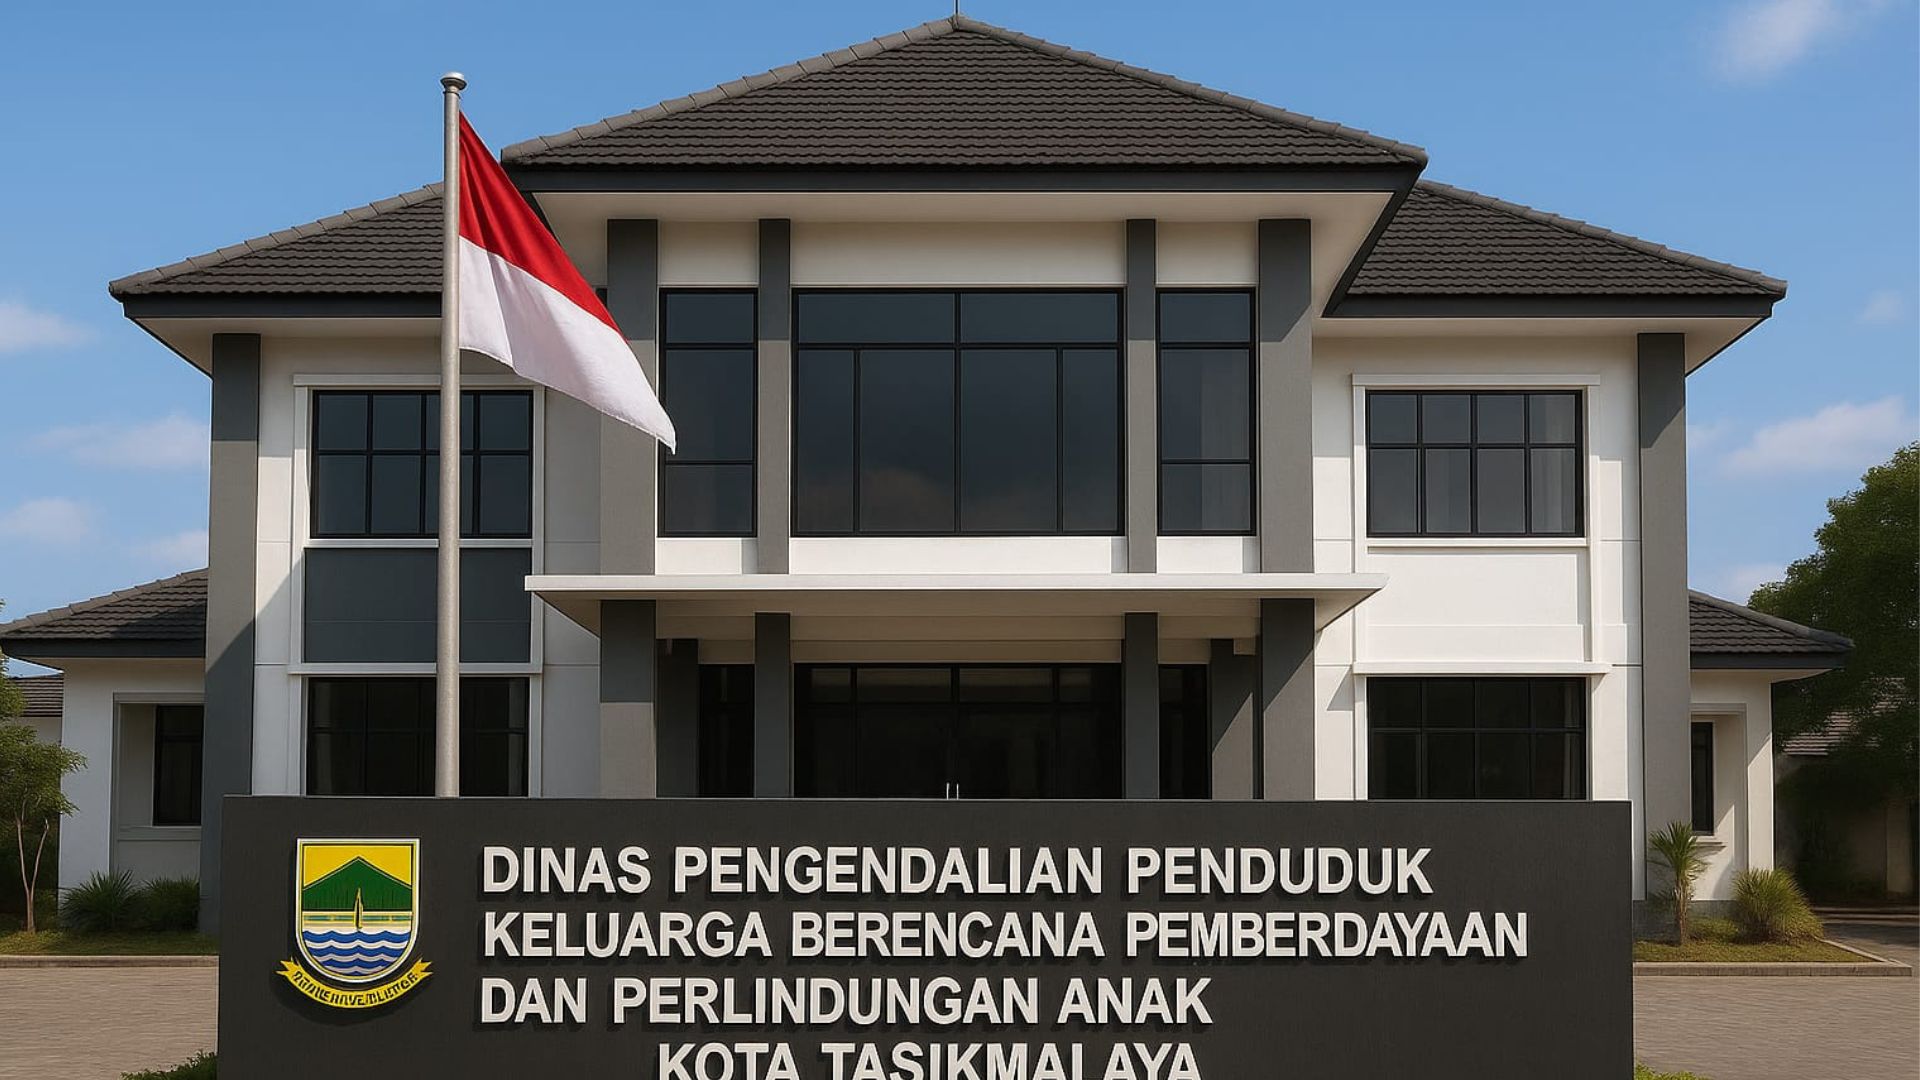 DINAS PENGENDALIAN PENDUDUK
KELUARGA BERENCANA PEMBERDAYAAN
DAN PERLINDUNGAN ANAK
KOTA TASIKMALAYA